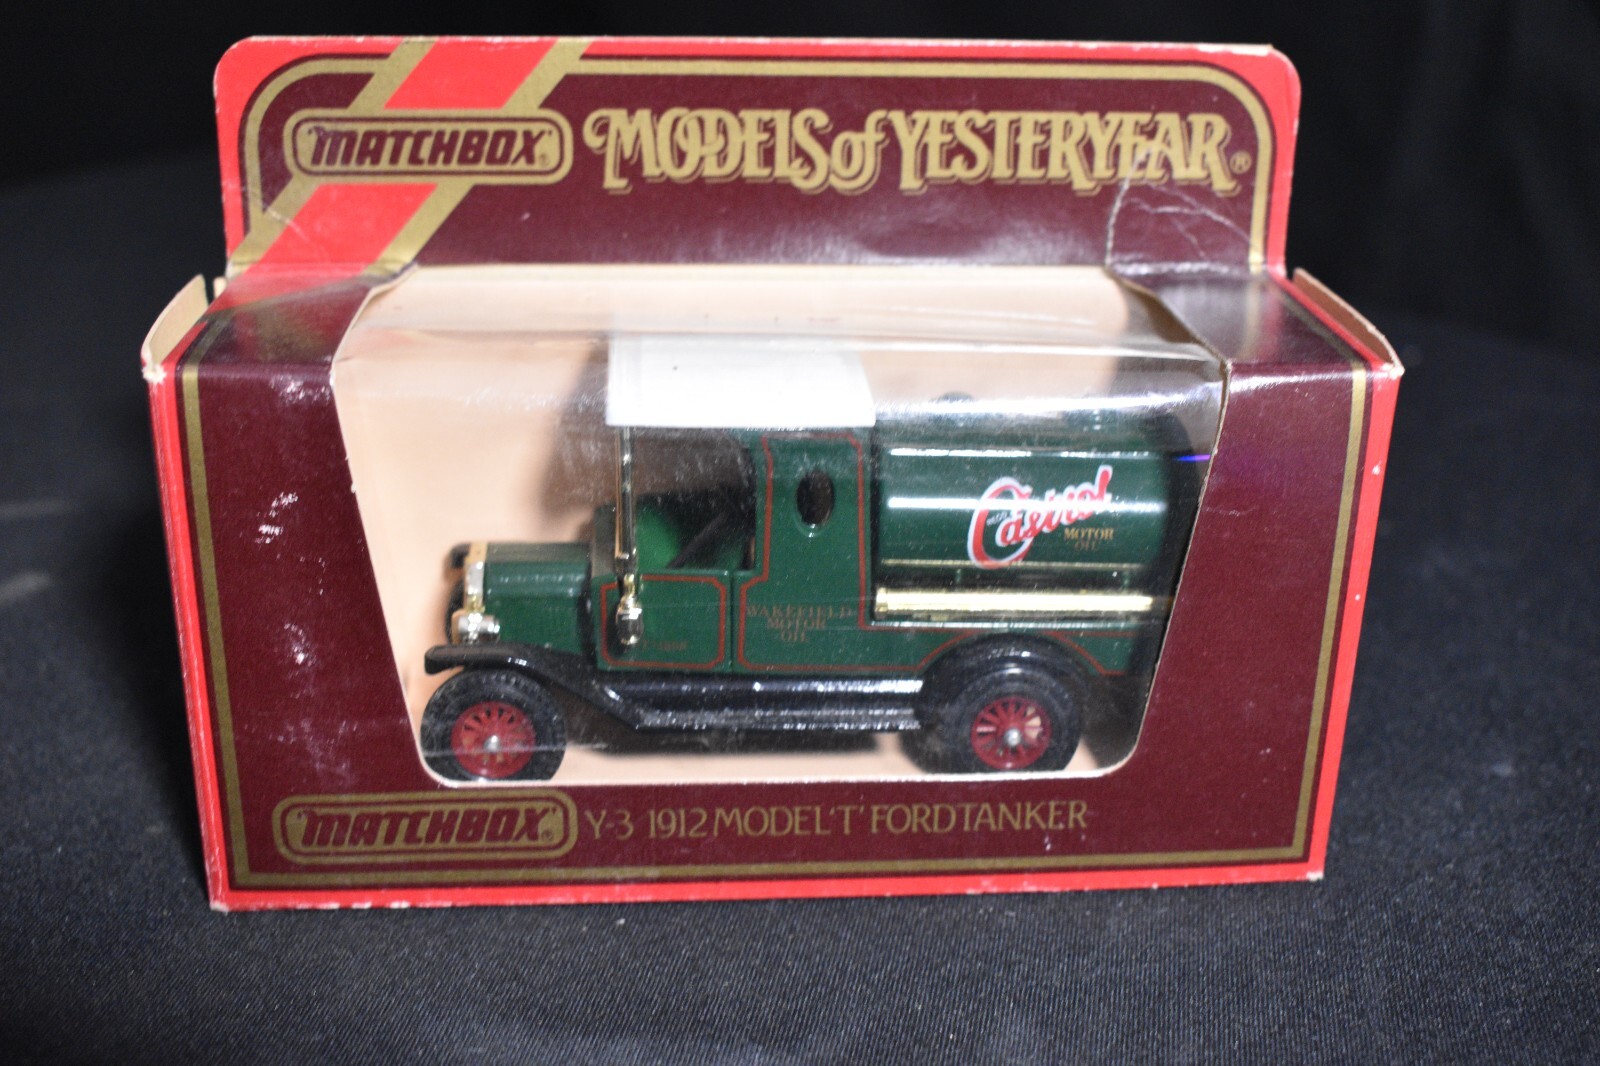 MATCHBOX®
MODELS of YESTERYEAR®
Castrol
MOTOR
OIL
WAKEFIELD
MOTOR
OIL
MATCHBOX®
Y-3 1912 MODEL 'T' FORD TANKER